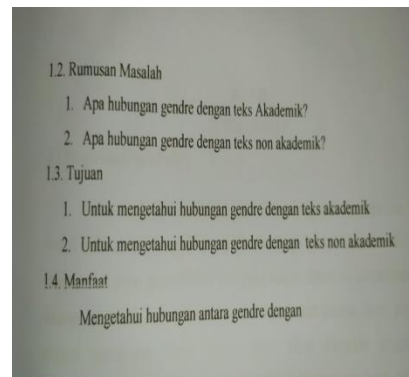 1.2. Rumusan Masalah
1. Apa hubungan gendre dengan teks Akademik?
2. Apa hubungan gendre dengan teks non akademik?
1.3. Tujuan
1. Untuk mengetahui hubungan gendre dengan teks akademik
2. Untuk mengetahui hubungan gendre dengan teks non akademik
1.4. Manfaat
Mengetahui hubungan antara gendre dengan